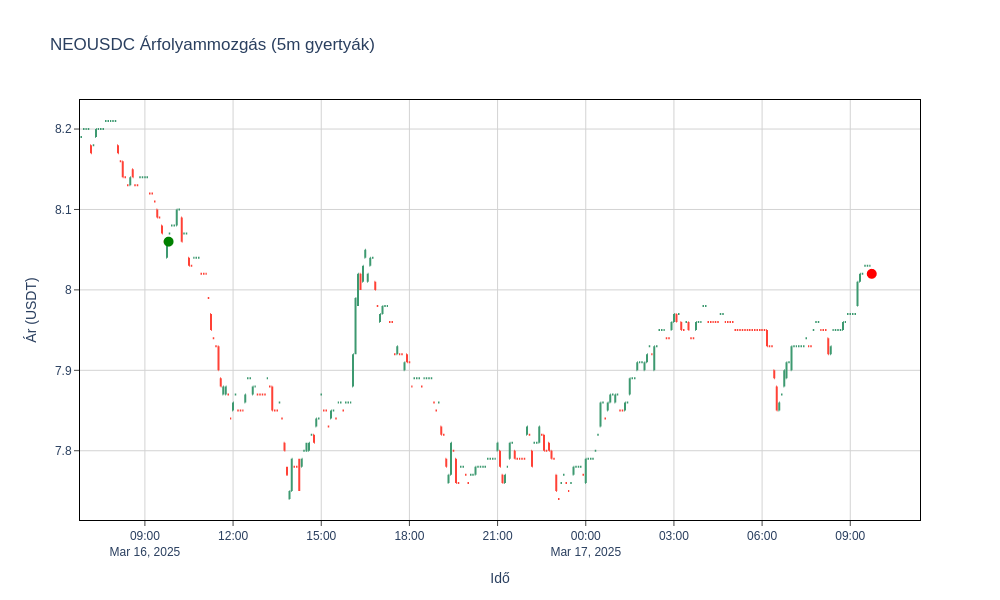 NEOUSDC Árfolyammozgás (5m gyertyák)
Ár (USDT)
8.2
8.1
8
7.9
7.8
09:00
Mar 16, 2025
12:00
15:00
18:00
21:00
00:00
Mar 17, 2025
03:00
06:00
09:00
Idő